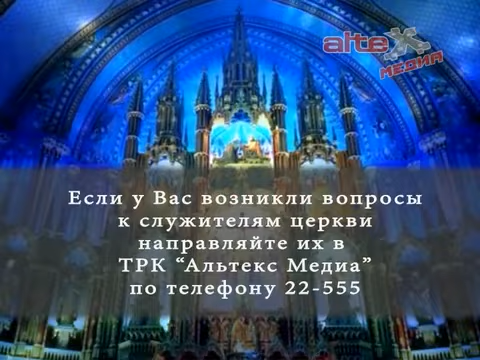 alteX
МЕДИА
Если у Вас возникли вопросы
к служителям церкви
направляйте их в
ТРК “Альтекс Медиа”
по телефону 22-555